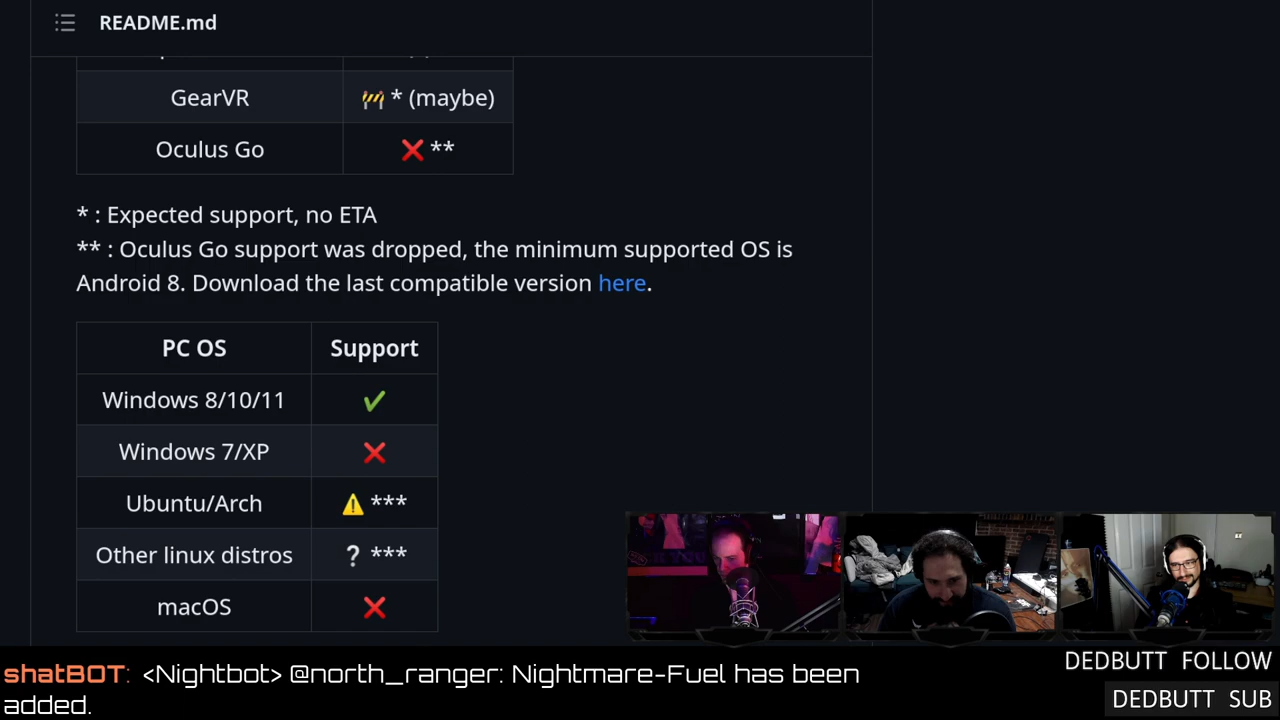 README.md
GearVR 🚧 * (maybe)
Oculus Go ❌ **
* : Expected support, no ETA
** : Oculus Go support was dropped, the minimum supported OS is
Android 8. Download the last compatible version here.
PC OS Support
Windows 8/10/11 ✔
Windows 7/XP ❌
Ubuntu/Arch ⚠ ***
Other linux distros ❔ ***
macOS ❌
shatBOT: <Nightbot> @north_ranger: Nightmare-Fuel has been
added.
DEDBUTT FOLLOW
DEDBUTT SUB